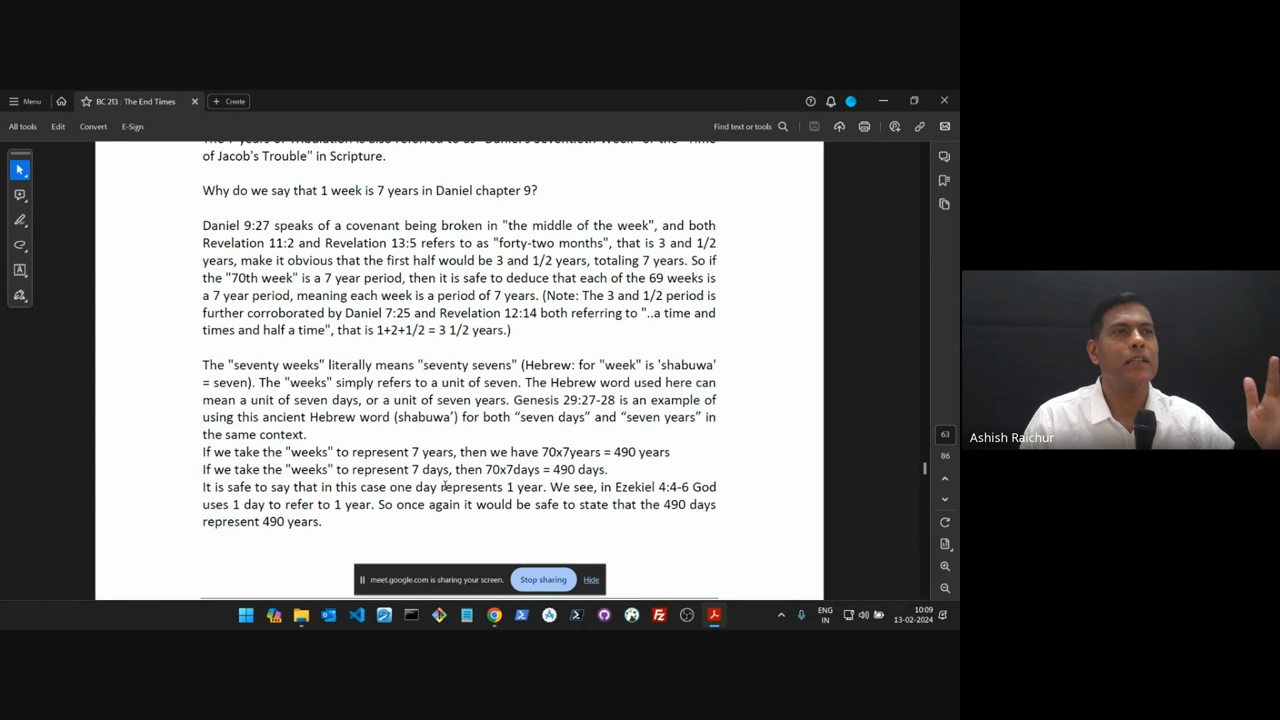 Menu
BC 213 : The End Times
Create
All tools
Edit
Convert
E-Sign
Find text or tools
The 7 years of Tribulation is also referred to as "Daniel's Seventieth Week" or the "Time
of Jacob's Trouble" in Scripture.
Why do we say that 1 week is 7 years in Daniel chapter 9?
Daniel 9:27 speaks of a covenant being broken in "the middle of the week", and both
Revelation 11:2 and Revelation 13:5 refers to as "forty-two months", that is 3 and 1/2
years, make it obvious that the first half would be 3 and 1/2 years, totaling 7 years. So if
the "70th week" is a 7 year period, then it is safe to deduce that each of the 69 weeks is
a 7 year period, meaning each week is a period of 7 years. (Note: The 3 and 1/2 period is
further corroborated by Daniel 7:25 and Revelation 12:14 both referring to "..a time and
times and half a time", that is 1+2+1/2 = 3 1/2 years.)
The "seventy weeks" literally means "seventy sevens" (Hebrew: for "week" is 'shabuwa'
= seven). The "weeks" simply refers to a unit of seven. The Hebrew word used here can
mean a unit of seven days, or a unit of seven years. Genesis 29:27-28 is an example of
using this ancient Hebrew word (shabuwa’) for both “seven days” and “seven years” in
the same context.
If we take the "weeks" to represent 7 years, then we have 70x7years = 490 years
If we take the "weeks" to represent 7 days, then 70x7days = 490 days.
It is safe to say that in this case one day represents 1 year. We see, in Ezekiel 4:4-6 God
uses 1 day to refer to 1 year. So once again it would be safe to state that the 490 days
represent 490 years.
63
86
meet.google.com is sharing your screen.
Stop sharing
Hide
ENG
IN
10:09
13-02-2024
Ashish Raichur